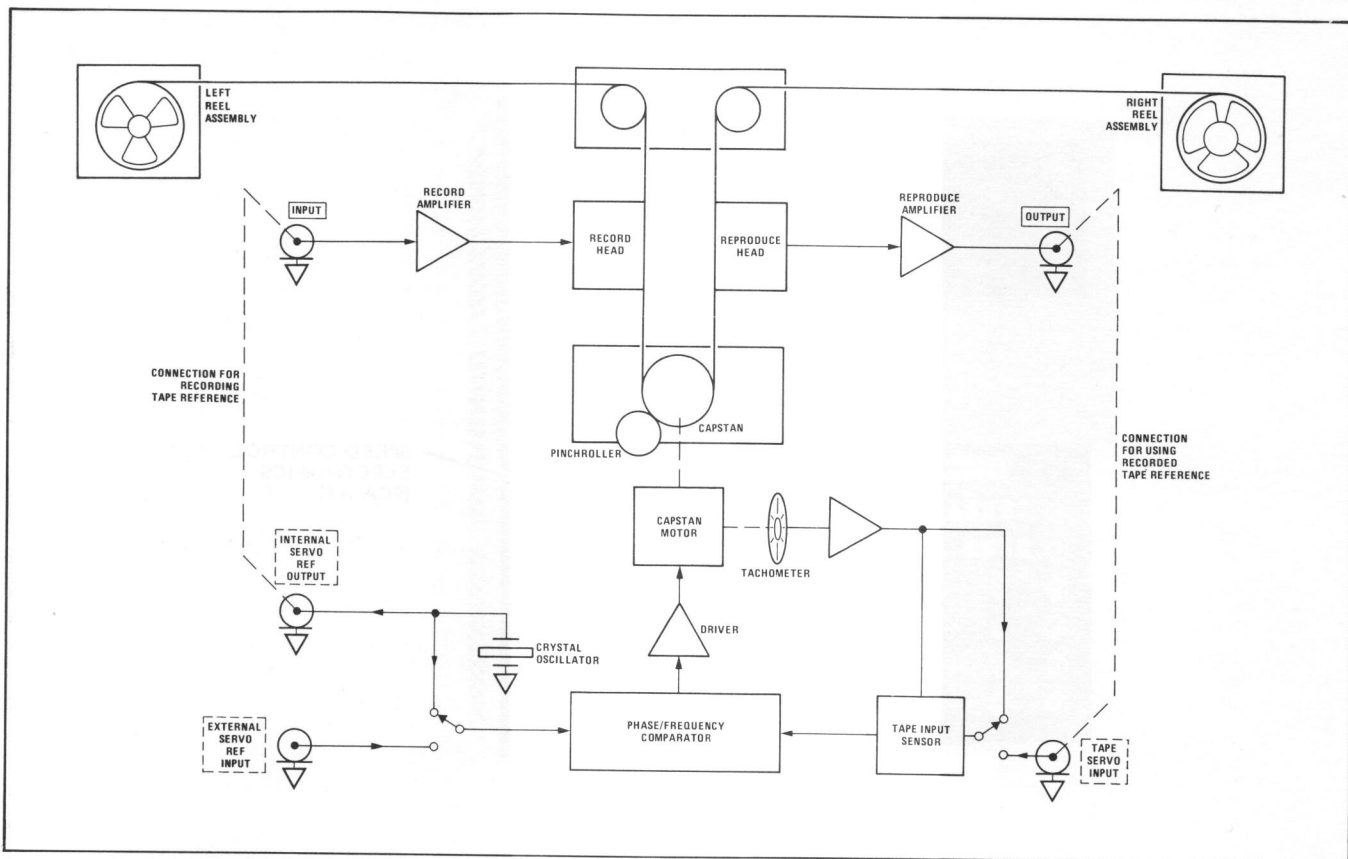 LEFT
REEL
ASSEMBLY
RIGHT
REEL
ASSEMBLY
INPUT
RECORD
AMPLIFIER
RECORD
HEAD
REPRODUCE
HEAD
REPRODUCE
AMPLIFIER
OUTPUT
CONNECTION FOR
RECORDING
TAPE REFERENCE
CAPSTAN
PINCHROLLER
CONNECTION
FOR USING
RECORDED
TAPE REFERENCE
CAPSTAN
MOTOR
TACHOMETER
INTERNAL
SERVO
REF
OUTPUT
CRYSTAL
OSCILLATOR
DRIVER
EXTERNAL
SERVO
REF
INPUT
PHASE/FREQUENCY
COMPARATOR
TAPE INPUT
SENSOR
TAPE
SERVO
INPUT